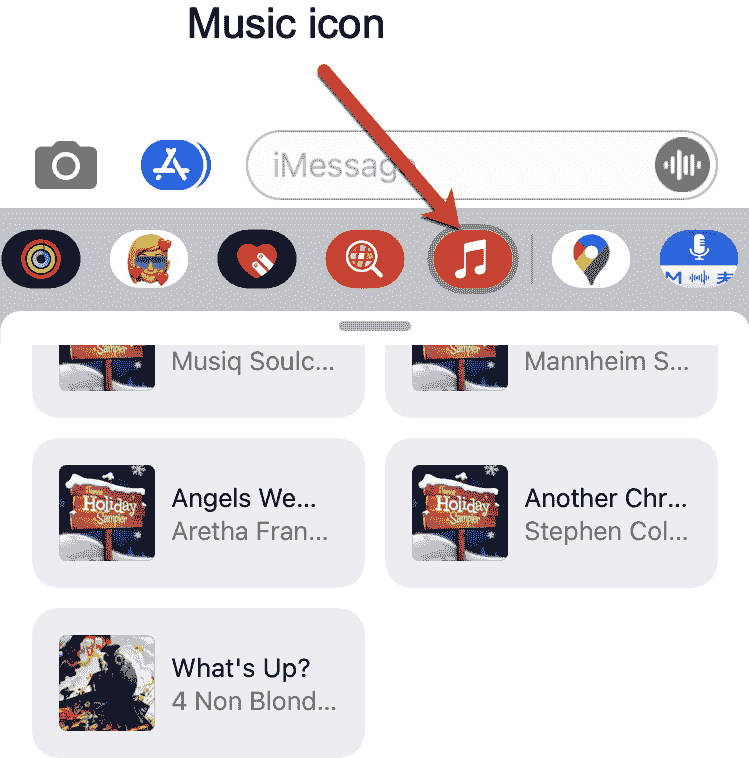 Music icon
iMessage
Musiq Soulc...
Mannheim S...
Holiday
Sampler
Angels We...
Aretha Fran...
Holiday
Sampler
Another Chr...
Stephen Col...
What's Up?
4 Non Blond...